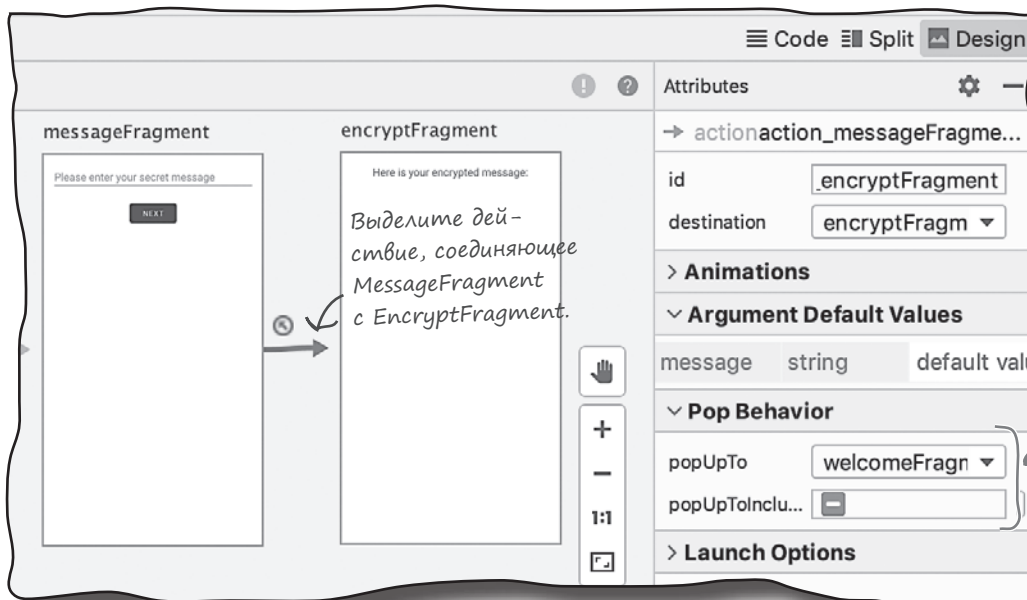 Code Split Design
Attributes
messageFragment
encryptFragment
actionaction_messageFragme...
Please enter your secret message
NEXT
Here is your encrypted message:
Выделите дей-
ствие, соединяющее
MessageFragment
с EncryptFragment.
id _encryptFragment
destination encryptFragm
Animations
Argument Default Values
message string default valu
Pop Behavior
popUpTo welcomeFragn
popUpToInclu...
Launch Options
1:1